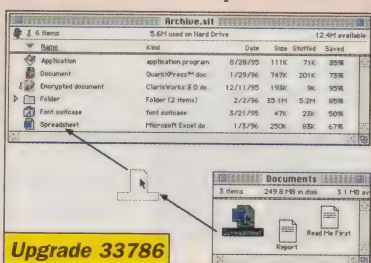 Archive.sit
6 items 5.6M used on Hard Drive 12.4M available
Name Kind Date Size Stuffed Saved
Application application program 8/28/95 111K 71K 35%
Document QuarkXPress™ doc 1/29/96 747K 201K 73%
Encrypted document ClarisWorks 3.0 do.. 12/11/95 193K 9K 95%
Folder Folder (2 items) 2/2/96 35.1M 5.2M 85%
Font suitcase font suitcase 3/21/95 47K 23K 50%
Spreadsheet Microsoft Excel do 1/3/96 250K 83K 67%
Documents
3 items 249.8 MB in disk 3.1 MB av
Spreadsheet
Read Me First
Report
Upgrade 33786